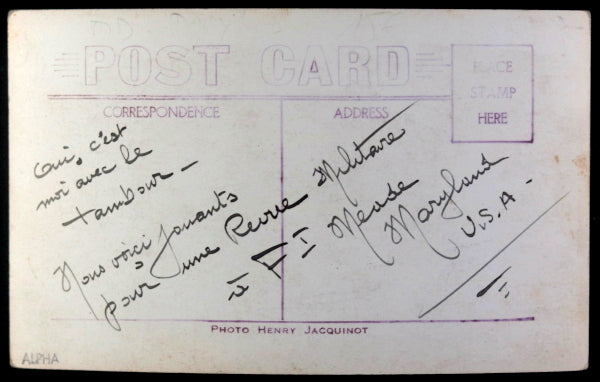 POST CARD
PLACE
STAMP
HERE
CORRESPONDENCE
ADDRESS
Oui, c'est
moi avec le
tambour —
Nous voici jouants
pour une Revue Militaire
à Ft Meade
Maryland
U.S.A.
PHOTO HENRY JACQUINOT
ALPHA